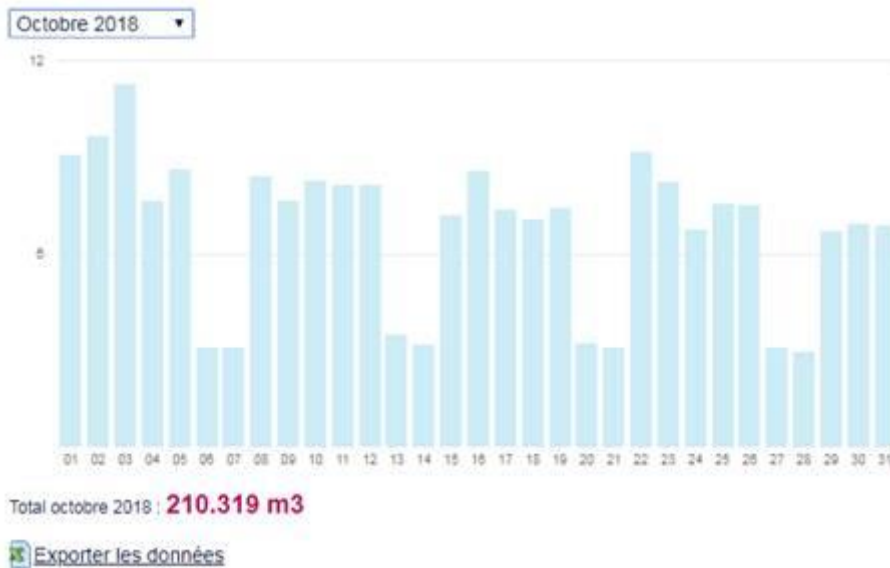 Octobre 2018
12
6
01 02 03 04 05 06 07 08 09 10 11 12 13 14 15 16 17 18 19 20 21 22 23 24 25 26 27 28 29 30 31
Total octobre 2018 : 210.319 m3
Exporter les données